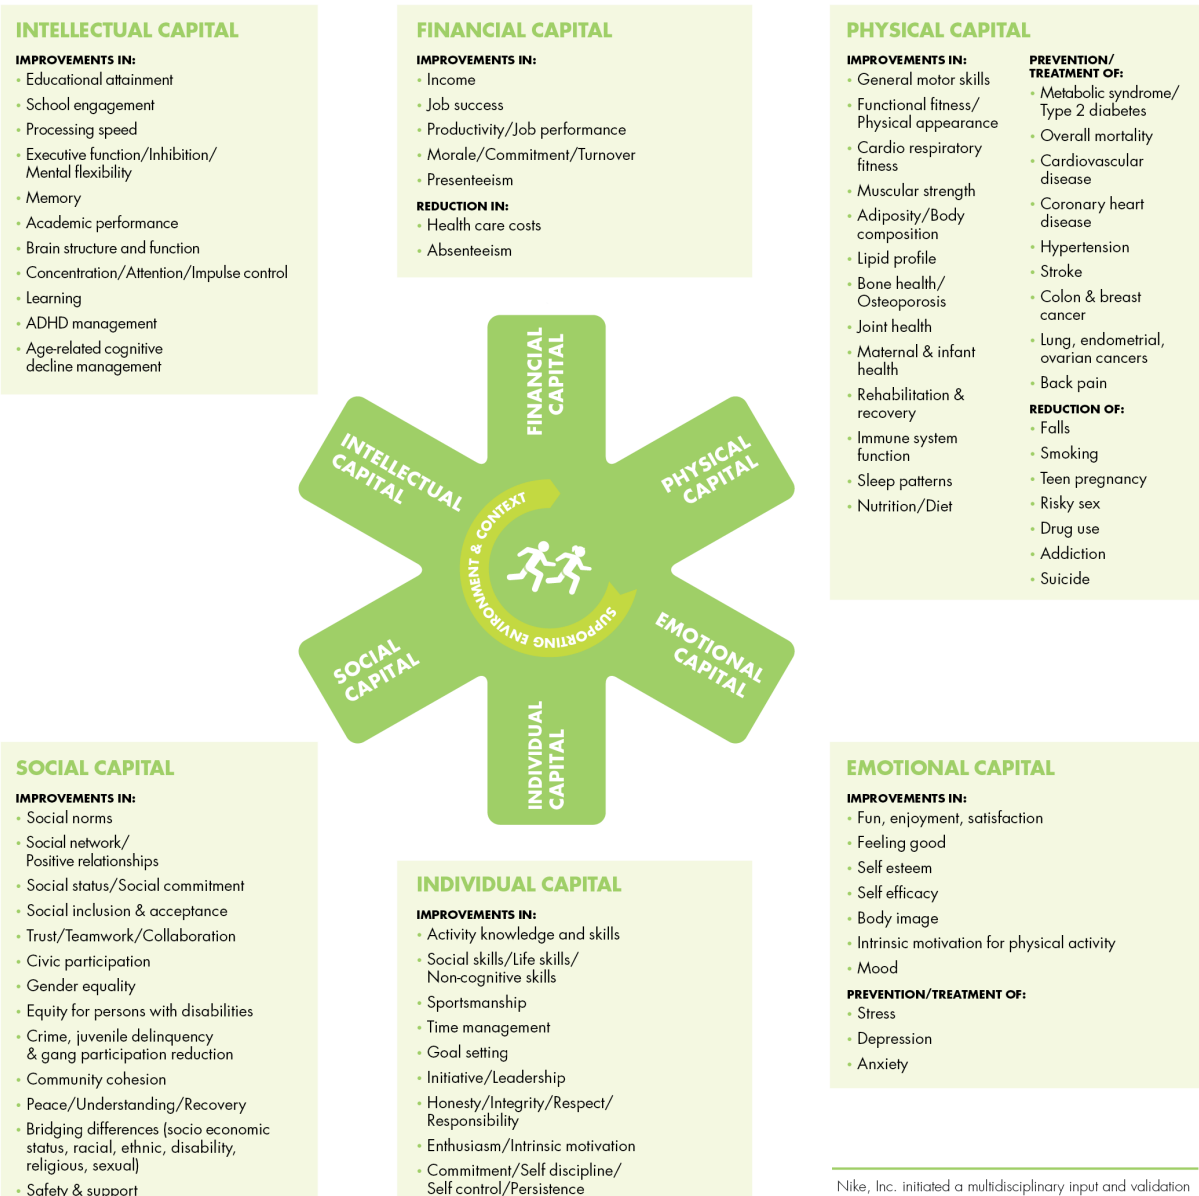 INTELLECTUAL CAPITAL
IMPROVEMENTS IN:
• Educational attainment
• School engagement
• Processing speed
• Executive function/Inhibition/
Mental flexibility
• Memory
• Academic performance
• Brain structure and function
• Concentration/Attention/Impulse control
• Learning
• ADHD management
• Age-related cognitive
decline management
FINANCIAL CAPITAL
IMPROVEMENTS IN:
• Income
• Job success
• Productivity/Job performance
• Morale/Commitment/Turnover
• Presenteeism
REDUCTION IN:
• Health care costs
• Absenteeism
PHYSICAL CAPITAL
IMPROVEMENTS IN:
• General motor skills
• Functional fitness/
Physical appearance
• Cardio respiratory
fitness
• Muscular strength
• Adiposity/Body
composition
• Lipid profile
• Bone health/
Osteoporosis
• Joint health
• Maternal & infant
health
• Rehabilitation &
recovery
• Immune system
function
• Sleep patterns
• Nutrition/Diet
PREVENTION/
TREATMENT OF:
• Metabolic syndrome/
Type 2 diabetes
• Overall mortality
• Cardiovascular
disease
• Coronary heart
disease
• Hypertension
• Stroke
• Colon & breast
cancer
• Lung, endometrial,
ovarian cancers
• Back pain
REDUCTION OF:
• Falls
• Smoking
• Teen pregnancy
• Risky sex
• Drug use
• Addiction
• Suicide
FINANCIAL
CAPITAL
INTELLECTUAL
CAPITAL
PHYSICAL
CAPITAL
SUPPORTING ENVIRONMENT & CONTEXT
SOCIAL
CAPITAL
EMOTIONAL
CAPITAL
INDIVIDUAL
CAPITAL
SOCIAL CAPITAL
IMPROVEMENTS IN:
• Social norms
• Social network/
Positive relationships
• Social status/Social commitment
• Social inclusion & acceptance
• Trust/Teamwork/Collaboration
• Civic participation
• Gender equality
• Equity for persons with disabilities
• Crime, juvenile delinquency
& gang participation reduction
• Community cohesion
• Peace/Understanding/Recovery
• Bridging differences (socio economic
status, racial, ethnic, disability,
religious, sexual)
• Safety & support
INDIVIDUAL CAPITAL
IMPROVEMENTS IN:
• Activity knowledge and skills
• Social skills/Life skills/
Non-cognitive skills
• Sportsmanship
• Time management
• Goal setting
• Initiative/Leadership
• Honesty/Integrity/Respect/
Responsibility
• Enthusiasm/Intrinsic motivation
• Commitment/Self discipline/
Self control/Persistence
EMOTIONAL CAPITAL
IMPROVEMENTS IN:
• Fun, enjoyment, satisfaction
• Feeling good
• Self esteem
• Self efficacy
• Body image
• Intrinsic motivation for physical activity
• Mood
PREVENTION/TREATMENT OF:
• Stress
• Depression
• Anxiety
Nike, Inc. initiated a multidisciplinary input and validation